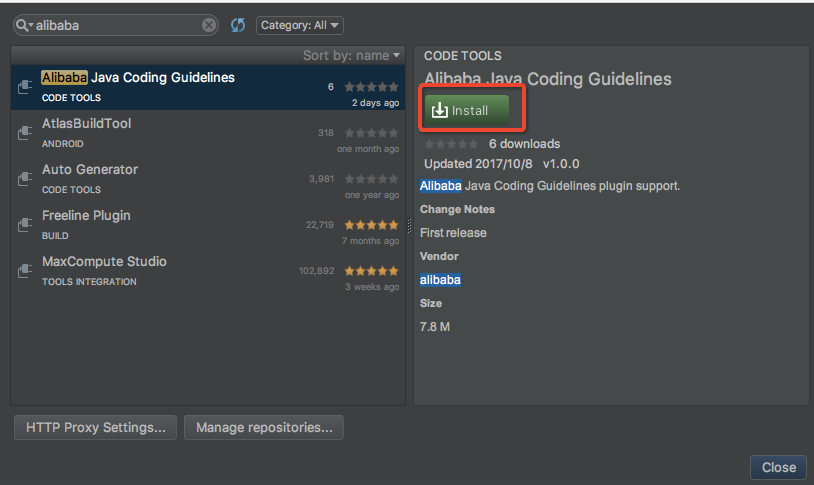 alibaba
Category: All
Sort by: name
Alibaba Java Coding Guidelines
6
CODE TOOLS
2 days ago
AtlasBuildTool
318
ANDROID
one month ago
Auto Generator
3,981
CODE TOOLS
one year ago
Freeline Plugin
22,719
BUILD
7 months ago
MaxCompute Studio
102,892
TOOLS INTEGRATION
3 weeks ago
CODE TOOLS
Alibaba Java Coding Guidelines
Install
6 downloads
Updated 2017/10/8 v1.0.0
Alibaba Java Coding Guidelines plugin support.
Change Notes
First release
Vendor
alibaba
Size
7.8 M
HTTP Proxy Settings...
Manage repositories...
Close